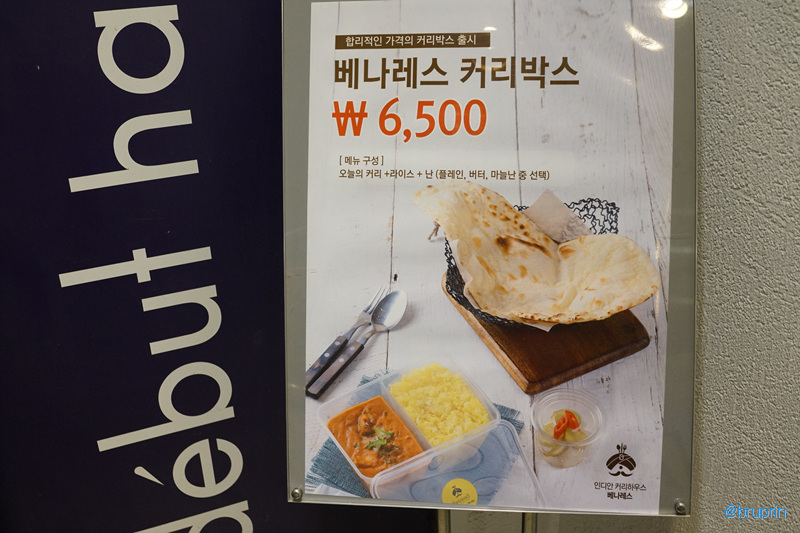 début ha
합리적인 가격의 커리박스 출시
베나레스 커리박스
₩ 6,500
[ 메뉴 구성 ]
오늘의 커리 +라이스 + 난 (플레인, 버터, 마늘난 중 선택)
인디안 커리하우스
베나레스
zbu.rn